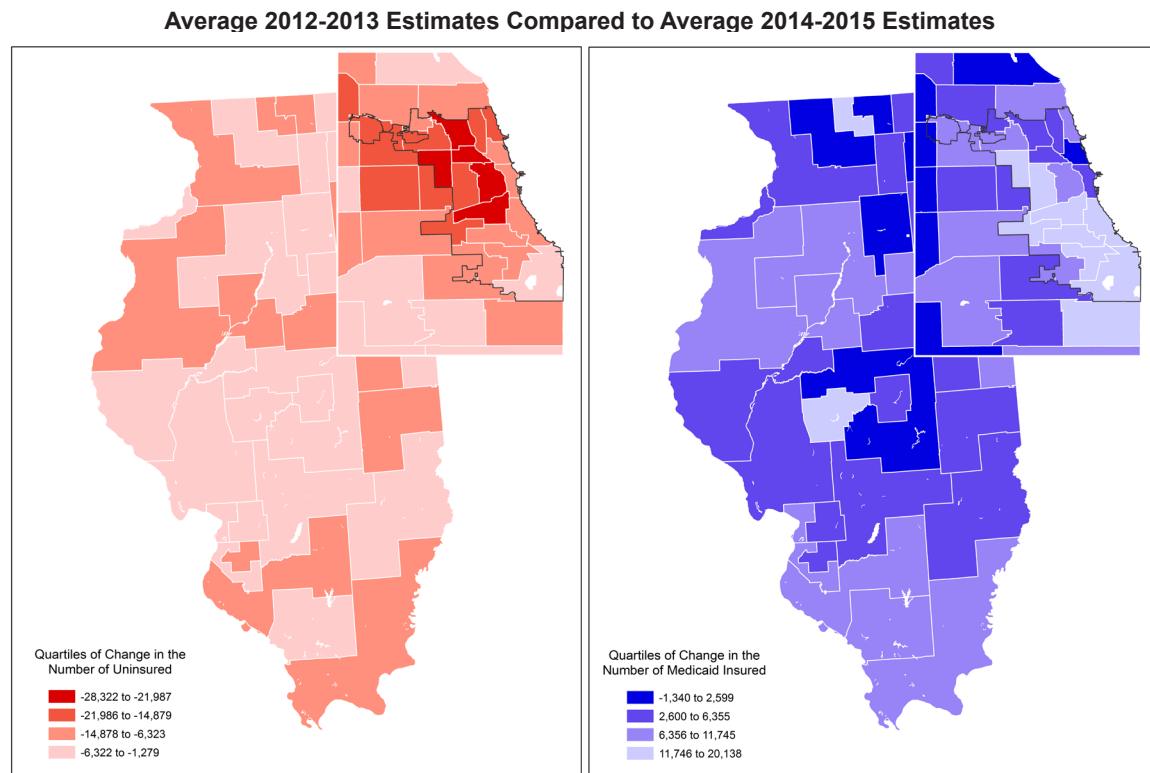 Average 2012-2013 Estimates Compared to Average 2014-2015 Estimates
Quartiles of Change in the
Number of Uninsured
-28,322 to -21,987
-21,986 to -14,879
-14,878 to -6,323
-6,322 to -1,279
Quartiles of Change in the
Number of Medicaid Insured
-1,340 to 2,599
2,600 to 6,355
6,356 to 11,745
11,746 to 20,138